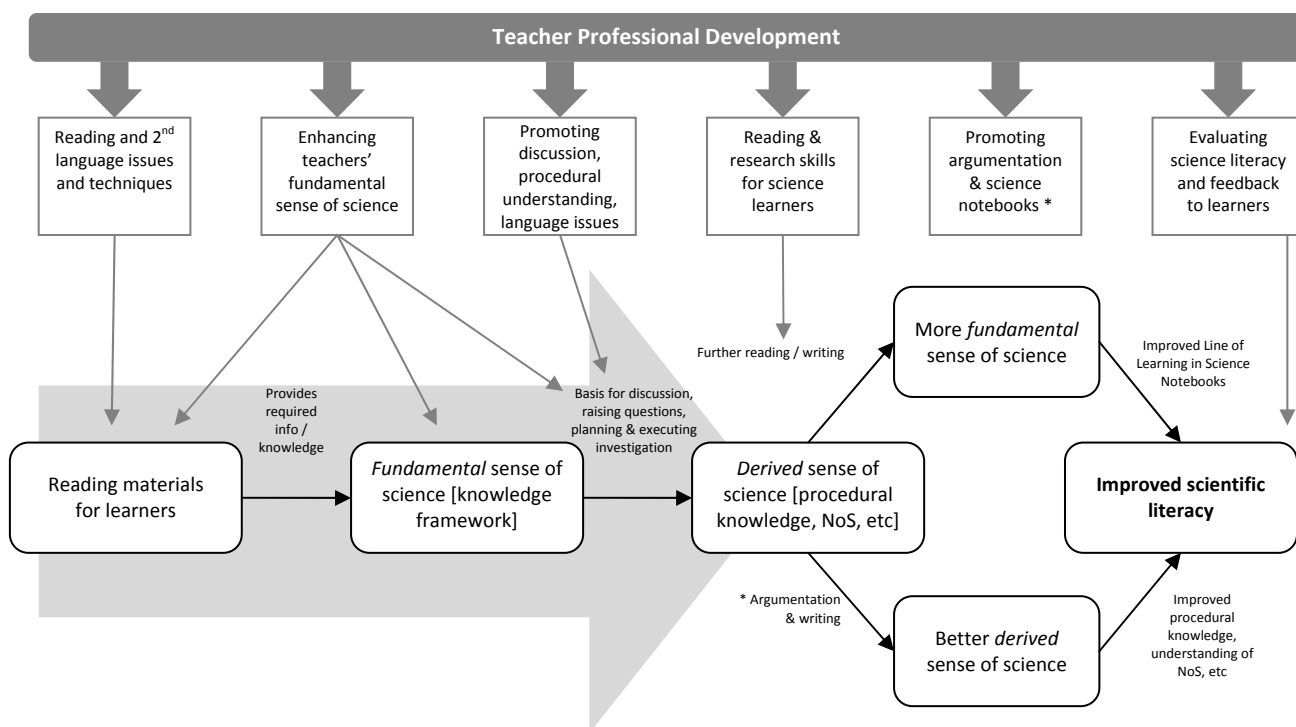 Teacher Professional Development
Reading and 2nd
language issues
and techniques
Enhancing
teachers’
fundamental
sense of science
Promoting
discussion,
procedural
understanding,
language issues
Reading &
research skills
for science
learners
Promoting
argumentation
& science
notebooks *
Evaluating
science literacy
and feedback
to learners
Further reading / writing
More fundamental
sense of science
Improved Line of
Learning in Science
Notebooks
Provides
required
info /
knowledge
Basis for discussion,
raising questions,
planning & executing
investigation
Reading materials
for learners
Fundamental sense of
science [knowledge
framework]
Derived sense of
science [procedural
knowledge, NoS, etc]
Improved scientific
literacy
* Argumentation
& writing
Better derived
sense of science
Improved
procedural
knowledge,
understanding of
NoS, etc